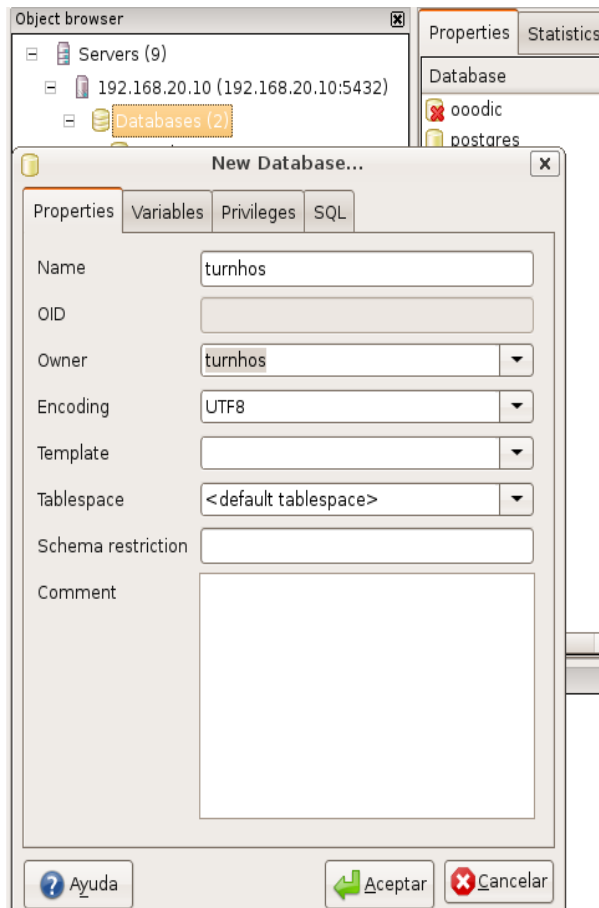 Object browser
Servers (9)
192.168.20.10 (192.168.20.10:5432)
Databases (2)
Properties
Statistics
Database
ooodic
postgres
New Database...
Properties
Variables
Privileges
SQL
Name
turnhos
OID
Owner
turnhos
Encoding
UTF8
Template
Tablespace
<default tablespace>
Schema restriction
Comment
Ayuda
Aceptar
Cancelar